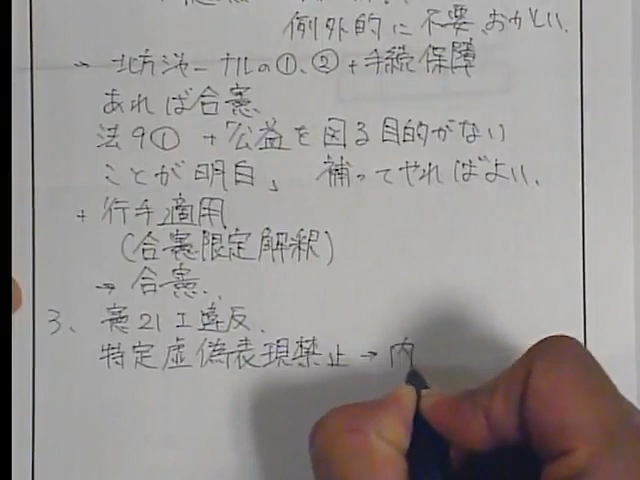 例外的に不要、おかしい.
→ 北方ジャーナルの①、② + 手続保障
あれば合憲
法9① +「公益を図る目的がない
ことが明白」 補ってやればよい.
+ 行手適用
(合憲限定解釈)
→ 合憲.
3、憲21Ⅰ違反.
特定虚偽表現禁止 → 内